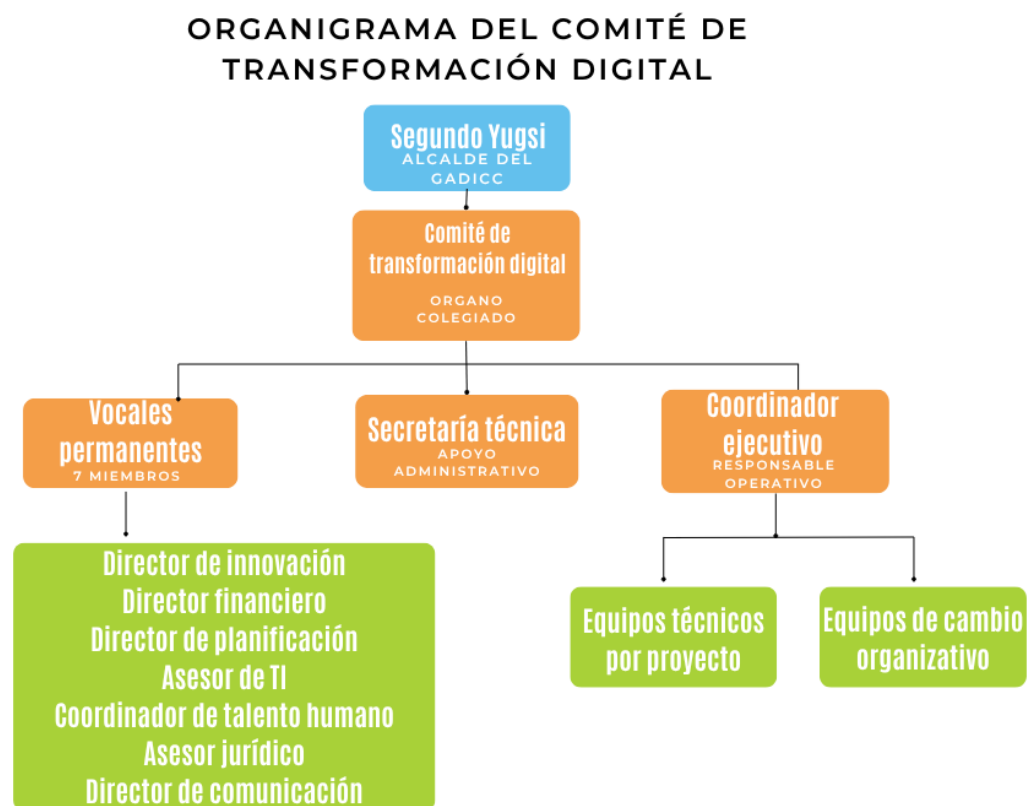 ORGANIGRAMA DEL COMITÉ DE
TRANSFORMACIÓN DIGITAL
Segundo Yugsi
ALCALDE DEL
GADICC
Comité de
transformación digital
ORGANO
COLEGIADO
Vocales
permanentes
7 MIEMBROS
Secretaría técnica
APOYO
ADMINISTRATIVO
Coordinador
ejecutivo
RESPONSABLE
OPERATIVO
Director de innovación
Director financiero
Director de planificación
Asesor de TI
Coordinador de talento humano
Asesor jurídico
Director de comunicación
Equipos técnicos
por proyecto
Equipos de cambio
organizativo